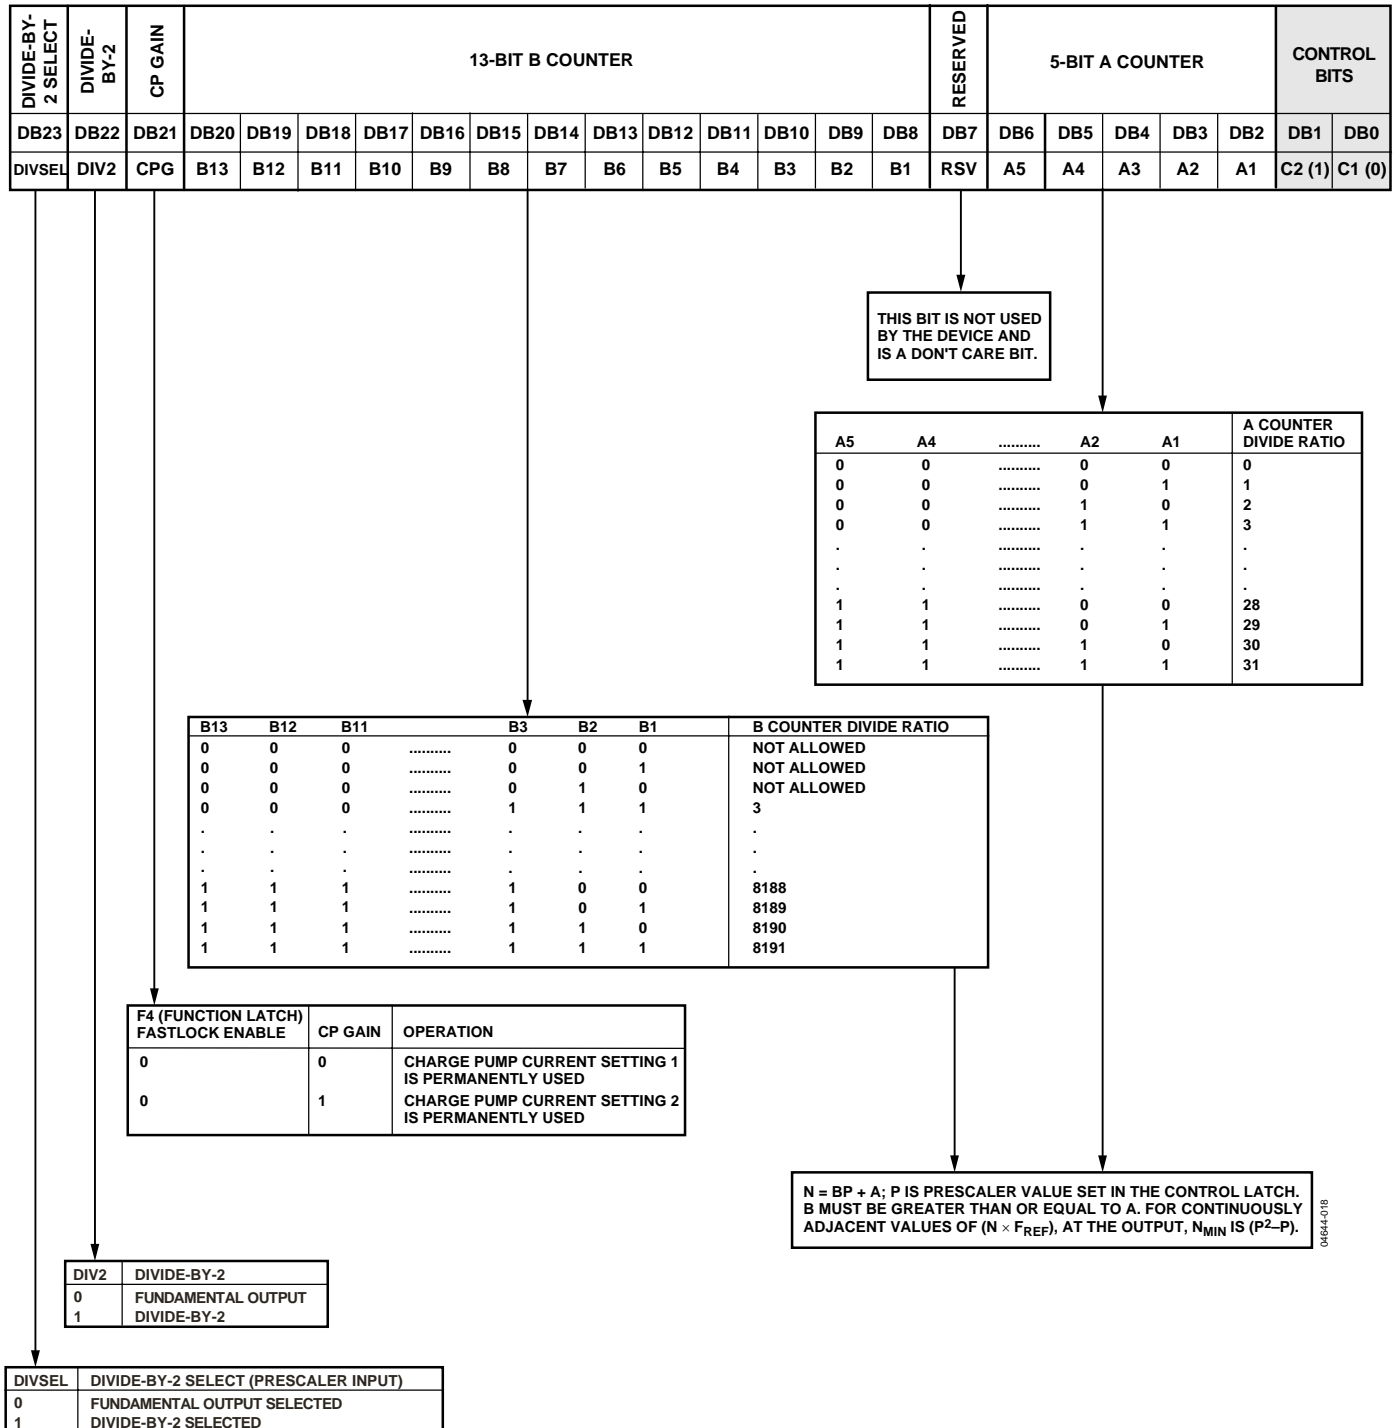 DIVIDE-BY-
2 SELECT
DIVIDE-
BY-2
CP GAIN
13-BIT B COUNTER
RESERVED
5-BIT A COUNTER
CONTROL
BITS
DB23 DB22 DB21 DB20 DB19 DB18 DB17 DB16 DB15 DB14 DB13 DB12 DB11 DB10 DB9 DB8 DB7 DB6 DB5 DB4 DB3 DB2 DB1 DB0
DIVSEL DIV2 CPG B13 B12 B11 B10 B9 B8 B7 B6 B5 B4 B3 B2 B1 RSV A5 A4 A3 A2 A1 C2 (1) C1 (0)
THIS BIT IS NOT USED
BY THE DEVICE AND
IS A DON'T CARE BIT.
A5 A4 .......... A2 A1 A COUNTER
DIVIDE RATIO
0 0 .......... 0 0 0
0 0 .......... 0 1 1
0 0 .......... 1 0 2
0 0 .......... 1 1 3
. . .......... . . .
. . .......... . . .
. . .......... . . .
1 1 .......... 0 0 28
1 1 .......... 0 1 29
1 1 .......... 1 0 30
1 1 .......... 1 1 31
B13 B12 B11 B3 B2 B1 B COUNTER DIVIDE RATIO
0 0 0 .......... 0 0 0 NOT ALLOWED
0 0 0 .......... 0 0 1 NOT ALLOWED
0 0 0 .......... 0 1 0 NOT ALLOWED
0 0 0 .......... 1 1 1 3
. . . .......... . . . .
. . . .......... . . . .
. . . .......... . . . .
1 1 1 .......... 1 0 0 8188
1 1 1 .......... 1 0 1 8189
1 1 1 .......... 1 1 0 8190
1 1 1 .......... 1 1 1 8191
F4 (FUNCTION LATCH)
FASTLOCK ENABLE CP GAIN OPERATION
0 0 CHARGE PUMP CURRENT SETTING 1
IS PERMANENTLY USED
0 1 CHARGE PUMP CURRENT SETTING 2
IS PERMANENTLY USED
N = BP + A; P IS PRESCALER VALUE SET IN THE CONTROL LATCH.
B MUST BE GREATER THAN OR EQUAL TO A. FOR CONTINUOUSLY
ADJACENT VALUES OF (N × FREF), AT THE OUTPUT, NMIN IS (P²–P).
04644-018
DIV2 DIVIDE-BY-2
0 FUNDAMENTAL OUTPUT
1 DIVIDE-BY-2
DIVSEL DIVIDE-BY-2 SELECT (PRESCALER INPUT)
0 FUNDAMENTAL OUTPUT SELECTED
1 DIVIDE-BY-2 SELECTED